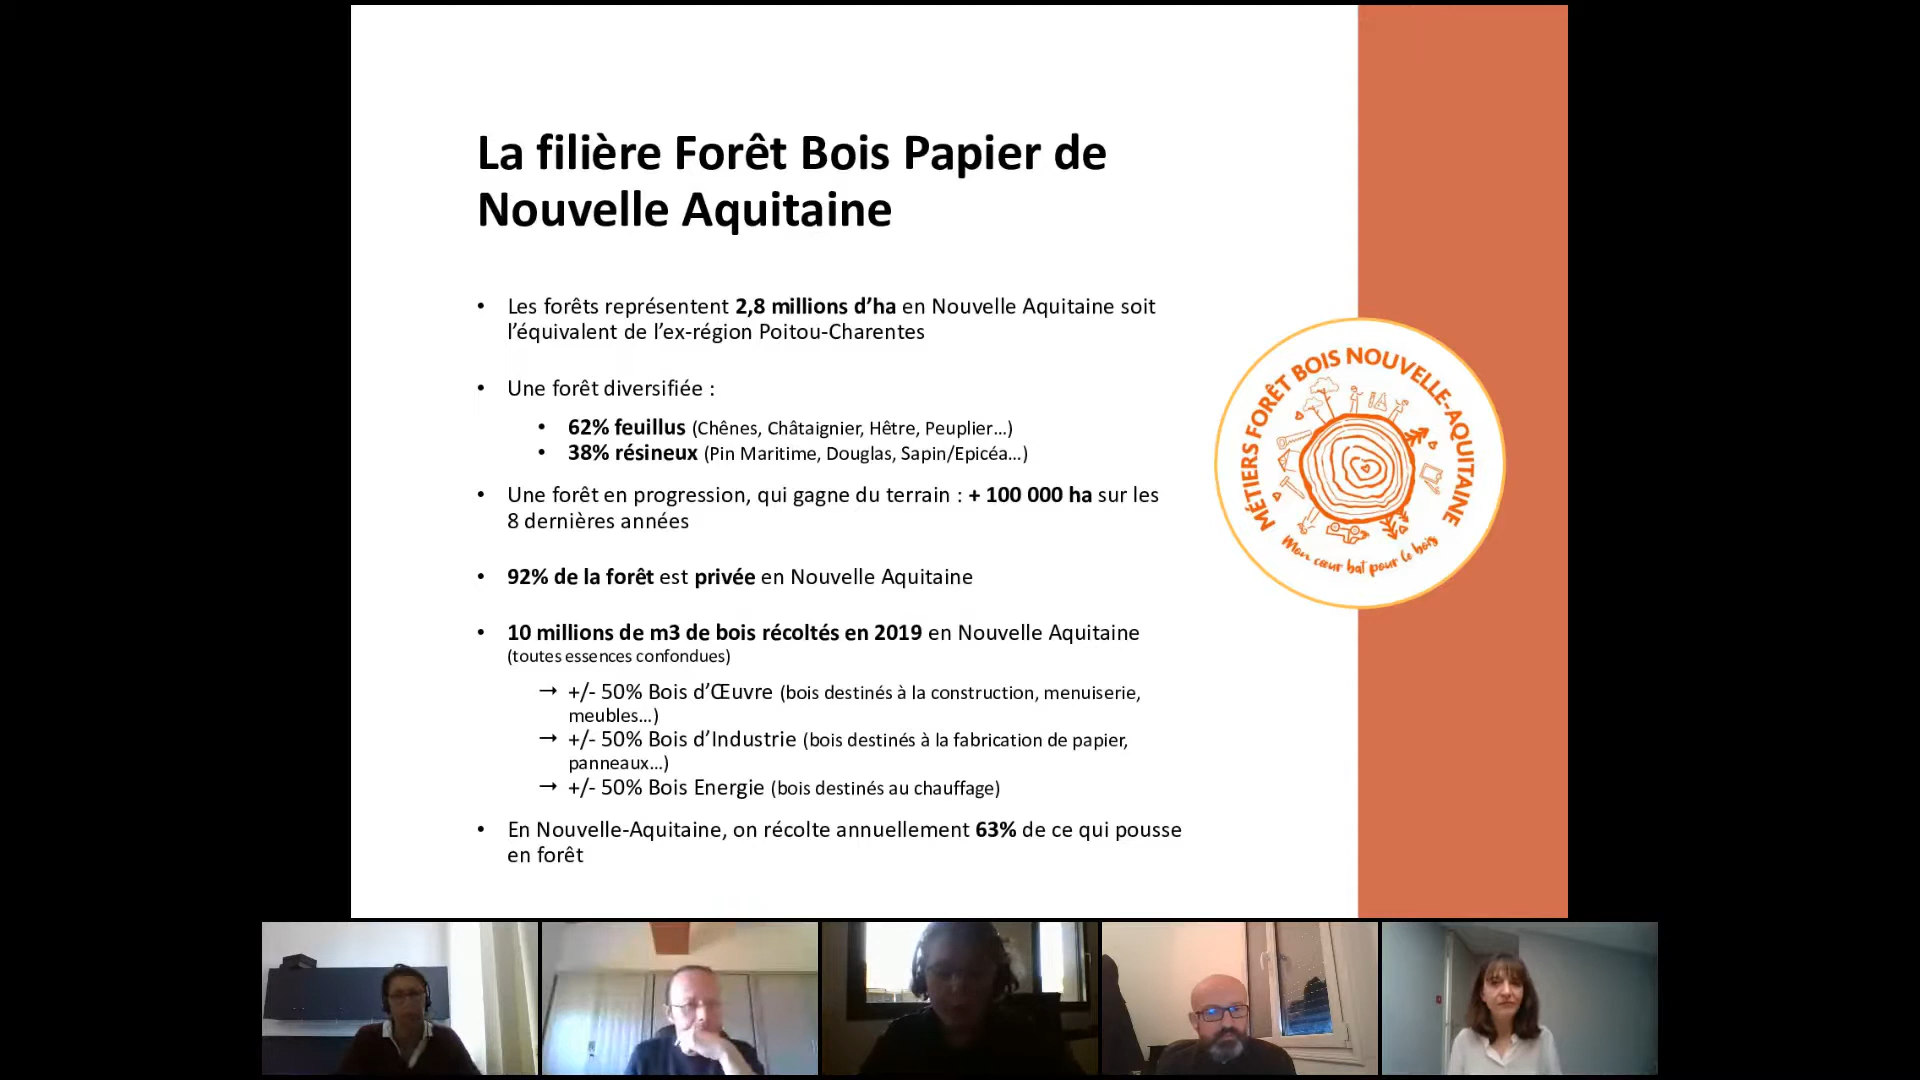 La filière Forêt Bois Papier de
Nouvelle Aquitaine
• Les forêts représentent 2,8 millions d’ha en Nouvelle Aquitaine soit
l’équivalent de l’ex-région Poitou-Charentes
• Une forêt diversifiée :
• 62% feuillus (Chênes, Châtaignier, Hêtre, Peuplier…)
• 38% résineux (Pin Maritime, Douglas, Sapin/Epicéa…)
• Une forêt en progression, qui gagne du terrain : + 100 000 ha sur les
8 dernières années
• 92% de la forêt est privée en Nouvelle Aquitaine
• 10 millions de m3 de bois récoltés en 2019 en Nouvelle Aquitaine
(toutes essences confondues)
→ +/- 50% Bois d’Œuvre (bois destinés à la construction, menuiserie,
meubles…)
→ +/- 50% Bois d’Industrie (bois destinés à la fabrication de papier,
panneaux…)
→ +/- 50% Bois Energie (bois destinés au chauffage)
• En Nouvelle-Aquitaine, on récolte annuellement 63% de ce qui pousse
en forêt
MÉTIERS FORÊT BOIS NOUVELLE-AQUITAINE
Mon cœur bat pour le bois